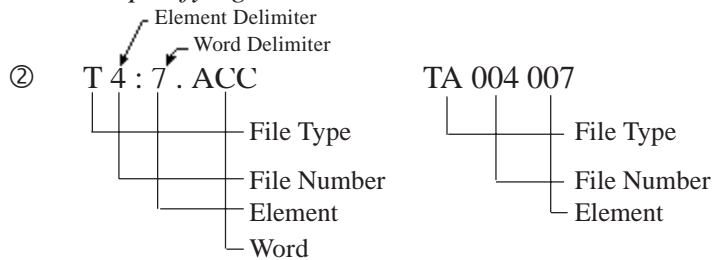 Element Delimiter
Word Delimiter
② T 4 : 7 . ACC TA 004 007
File Type File Type
File Number File Number
Element Element
Word